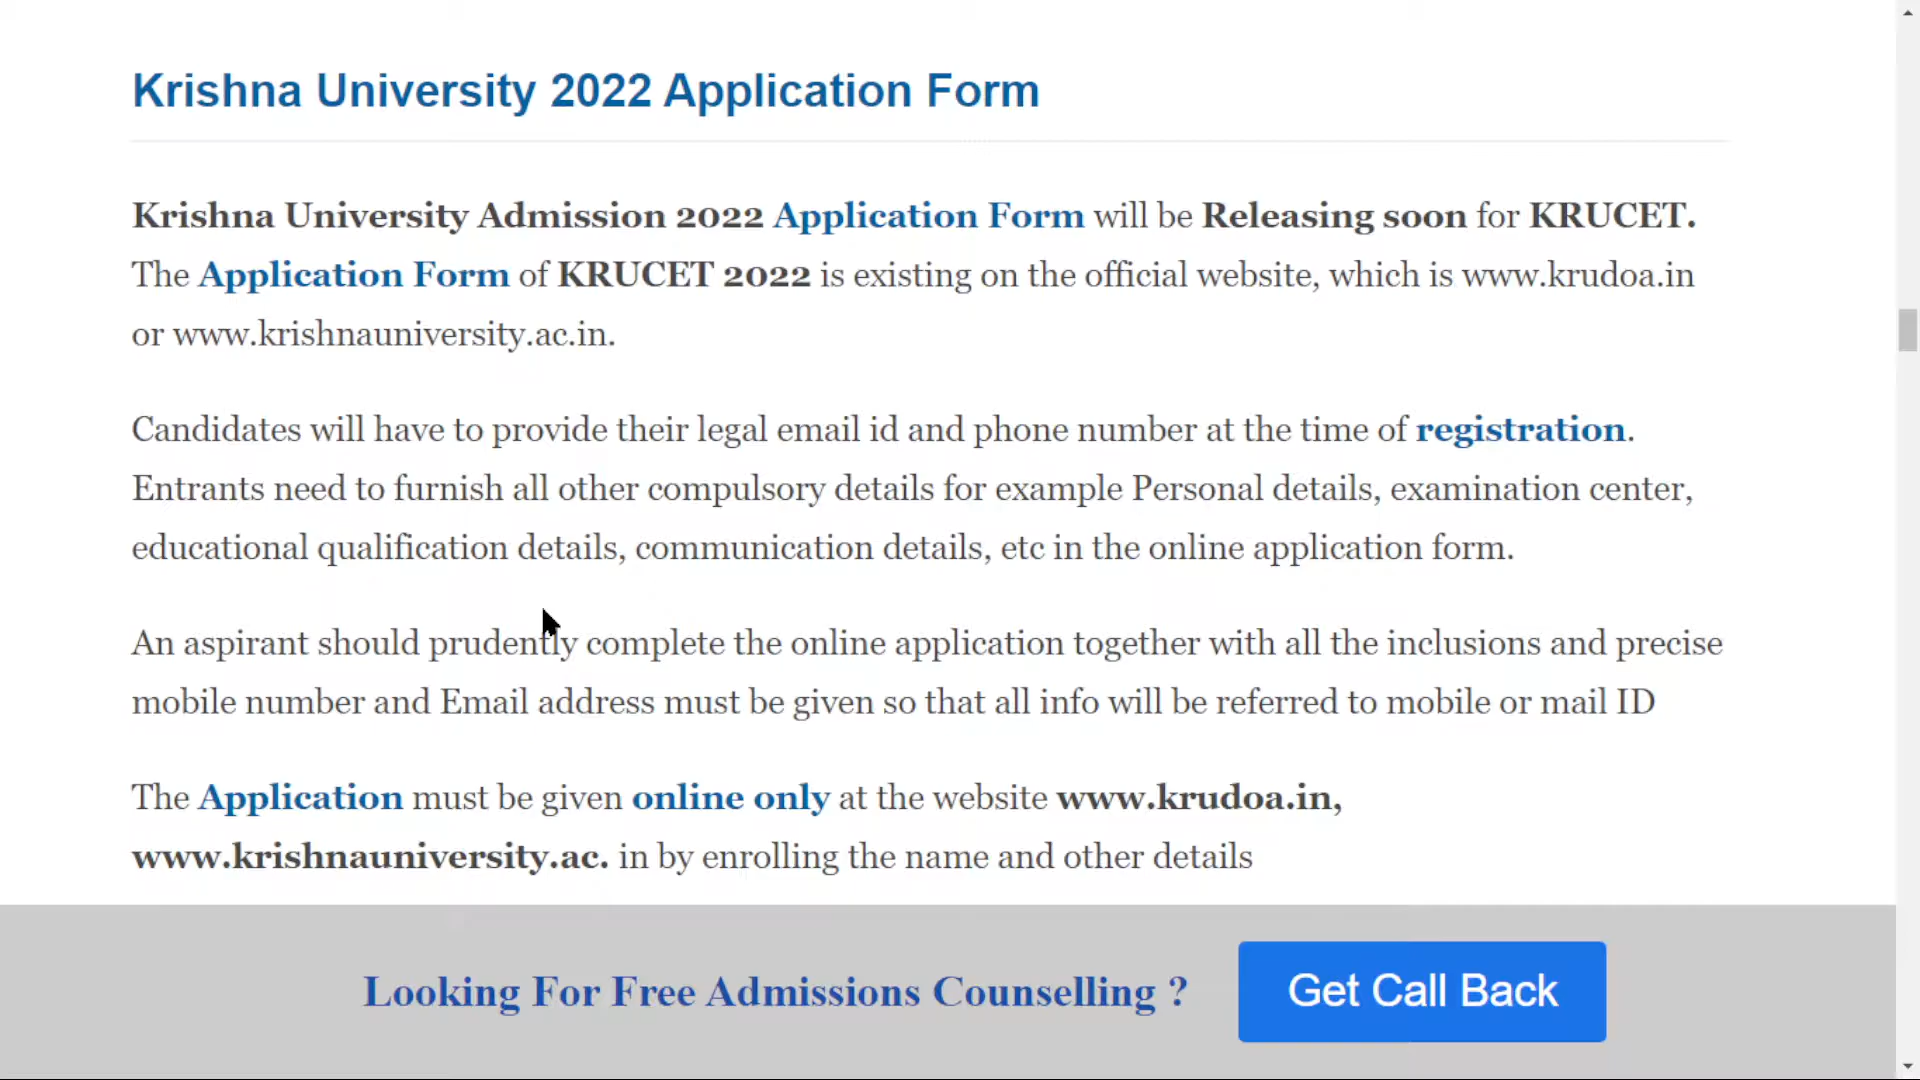 Krishna University 2022 Application Form
Krishna University Admission 2022 Application Form will be Releasing soon for KRUCET.
The Application Form of KRUCET 2022 is existing on the official website, which is www.krudoa.in
or www.krishnauniversity.ac.in.
Candidates will have to provide their legal email id and phone number at the time of registration.
Entrants need to furnish all other compulsory details for example Personal details, examination center,
educational qualification details, communication details, etc in the online application form.
An aspirant should prudently complete the online application together with all the inclusions and precise
mobile number and Email address must be given so that all info will be referred to mobile or mail ID
The Application must be given online only at the website www.krudoa.in,
www.krishnauniversity.ac. in by enrolling the name and other details
Looking For Free Admissions Counselling ?
Get Call Back